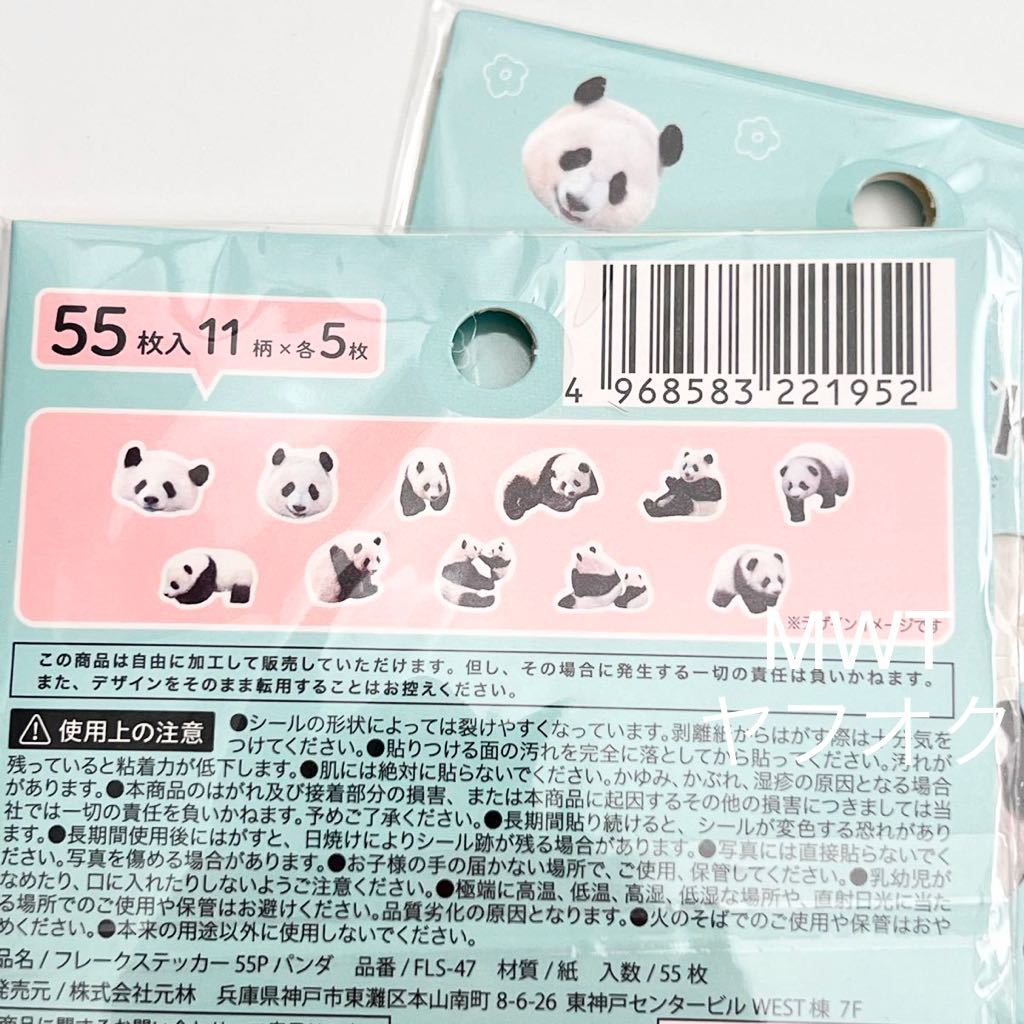 55枚入 11柄×各5枚
4 968583 221952
※デザインイメージです
この商品は自由に加工して販売していただけます。但し、その場合に発生する一切の責任は負いかねます。
また、デザインをそのまま転用することはお控えください。
MWT
ヤフオク
⚠ 使用上の注意 ●シールの形状によっては裂けやすくなっています。剥離紙からはがす際は十分気を
つけてください。●貼りつける面の汚れを完全に落としてから貼ってください。汚れが
残っていると粘着力が低下します。●肌には絶対に貼らないでください。かゆみ、かぶれ、湿疹の原因となる場合
があります。●本商品のはがれ及び接着部分の損害、または本商品に起因するその他の損害につきましては当
社では一切の責任を負いかねます。予めご了承ください。●長期間貼り続けると、シールが変色する恐れがあり
ます。●長期間使用後にはがすと、日焼けによりシール跡が残る場合があります。●写真には直接貼らないでく
ださい。写真を傷める場合があります。●お子様の手の届かない場所で、ご使用、保管してください。●乳幼児が
なめたり、口に入れたりしないようご注意ください。●極端に高温、低温、高湿、低湿な場所や、直射日光に当た
る場所でのご使用や保管はお避けください。品質劣化の原因となります。●火のそばでのご使用や保管はおや
めください。●本来の用途以外に使用しないでください。
品名/フレークステッカー 55P パンダ 品番/FLS-47 材質/紙 入数/55 枚
発売元/株式会社元林 兵庫県神戸市東灘区本山南町 8-6-26 東神戸センタービル WEST 棟 7F